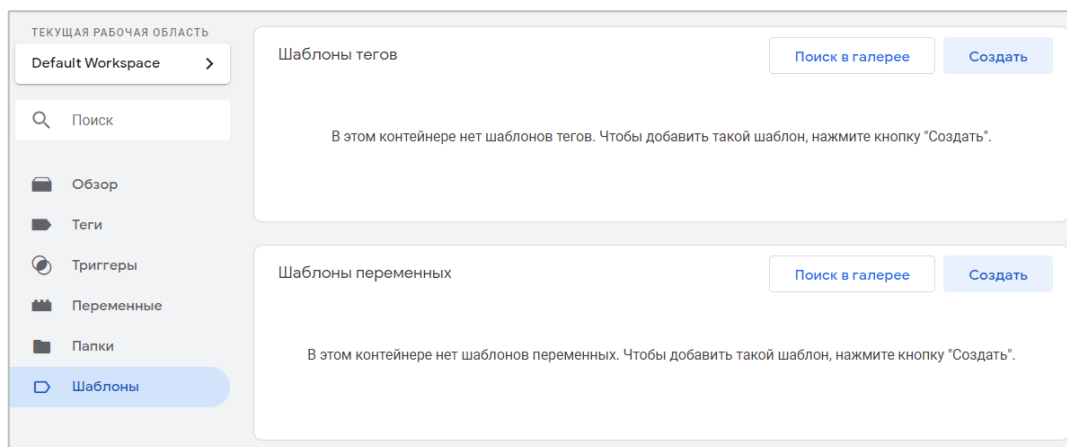 ТЕКУЩАЯ РАБОЧАЯ ОБЛАСТЬ
Default Workspace
Поиск
Обзор
Теги
Триггеры
Переменные
Папки
Шаблоны
Шаблоны тегов
Поиск в галерее
Создать
В этом контейнере нет шаблонов тегов. Чтобы добавить такой шаблон, нажмите кнопку "Создать".
Шаблоны переменных
Поиск в галерее
Создать
В этом контейнере нет шаблонов переменных. Чтобы добавить такой шаблон, нажмите кнопку "Создать".